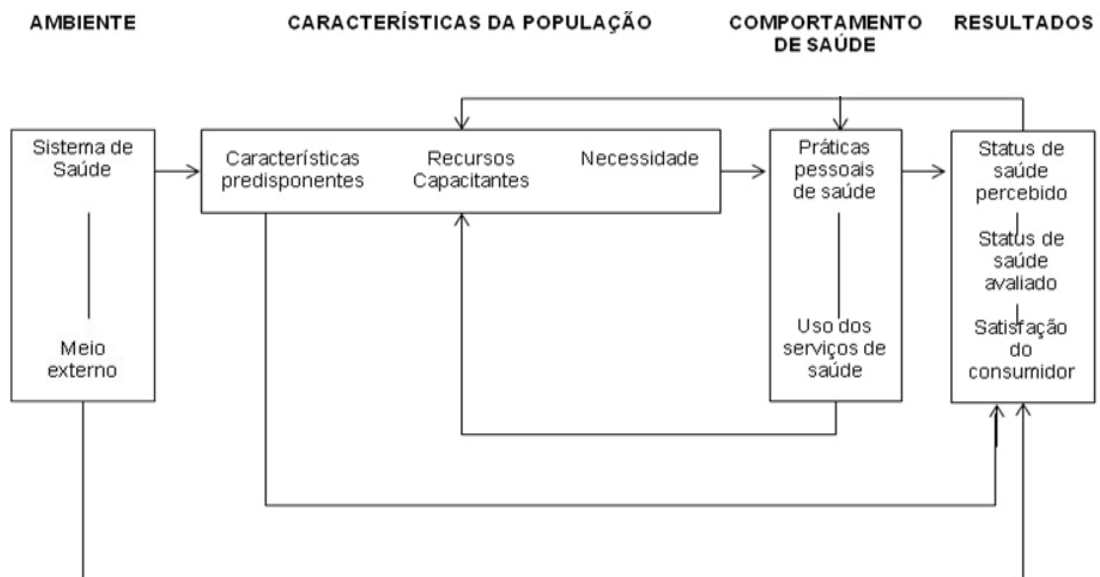 AMBIENTE
CARACTERÍSTICAS DA POPULAÇÃO
COMPORTAMENTO
DE SAÚDE
RESULTADOS
Sistema de
Saúde
Meio
externo
Características
predisponentes
Recursos
Capacitantes
Necessidade
Práticas
pessoais
de saúde
Uso dos
serviços de
saúde
Status de
saúde
percebido
Status de
saúde
avaliado
Satisfação
do
consumidor